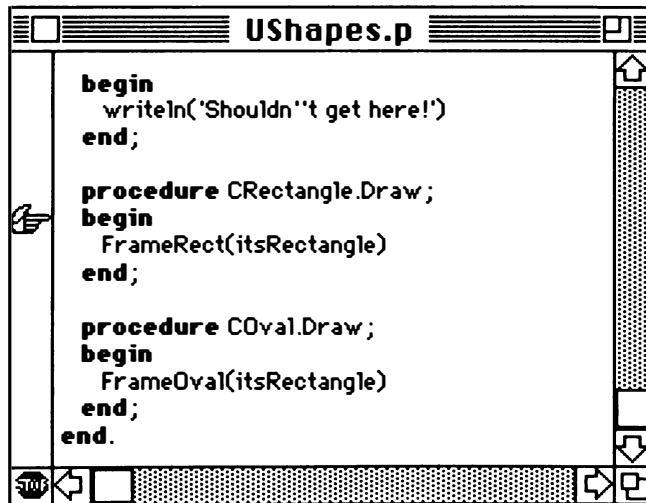 UShapes.p
begin
writeln('Shouldn''t get here!')
end;
procedure CRectangle.Draw;
begin
FrameRect(itsRectangle)
end;
procedure COval.Draw;
begin
FrameOval(itsRectangle)
end;
end.
STOP